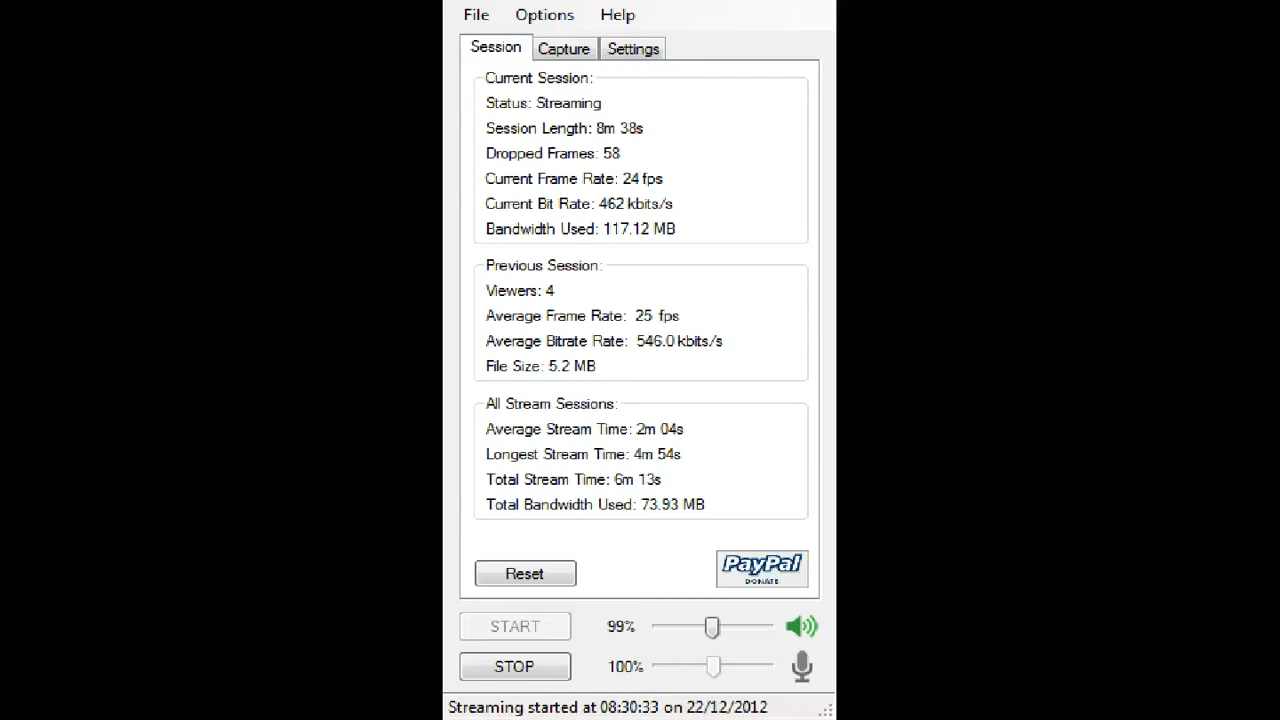 File Options Help
Session Capture Settings
Current Session:
Status: Streaming
Session Length: 8m 38s
Dropped Frames: 58
Current Frame Rate: 24 fps
Current Bit Rate: 462 kbits/s
Bandwidth Used: 117.12 MB
Previous Session:
Viewers: 4
Average Frame Rate: 25 fps
Average Bitrate Rate: 546.0 kbits/s
File Size: 5.2 MB
All Stream Sessions:
Average Stream Time: 2m 04s
Longest Stream Time: 4m 54s
Total Stream Time: 6m 13s
Total Bandwidth Used: 73.93 MB
Reset
PayPal
DONATE
START 99%
STOP 100%
Streaming started at 08:30:33 on 22/12/2012